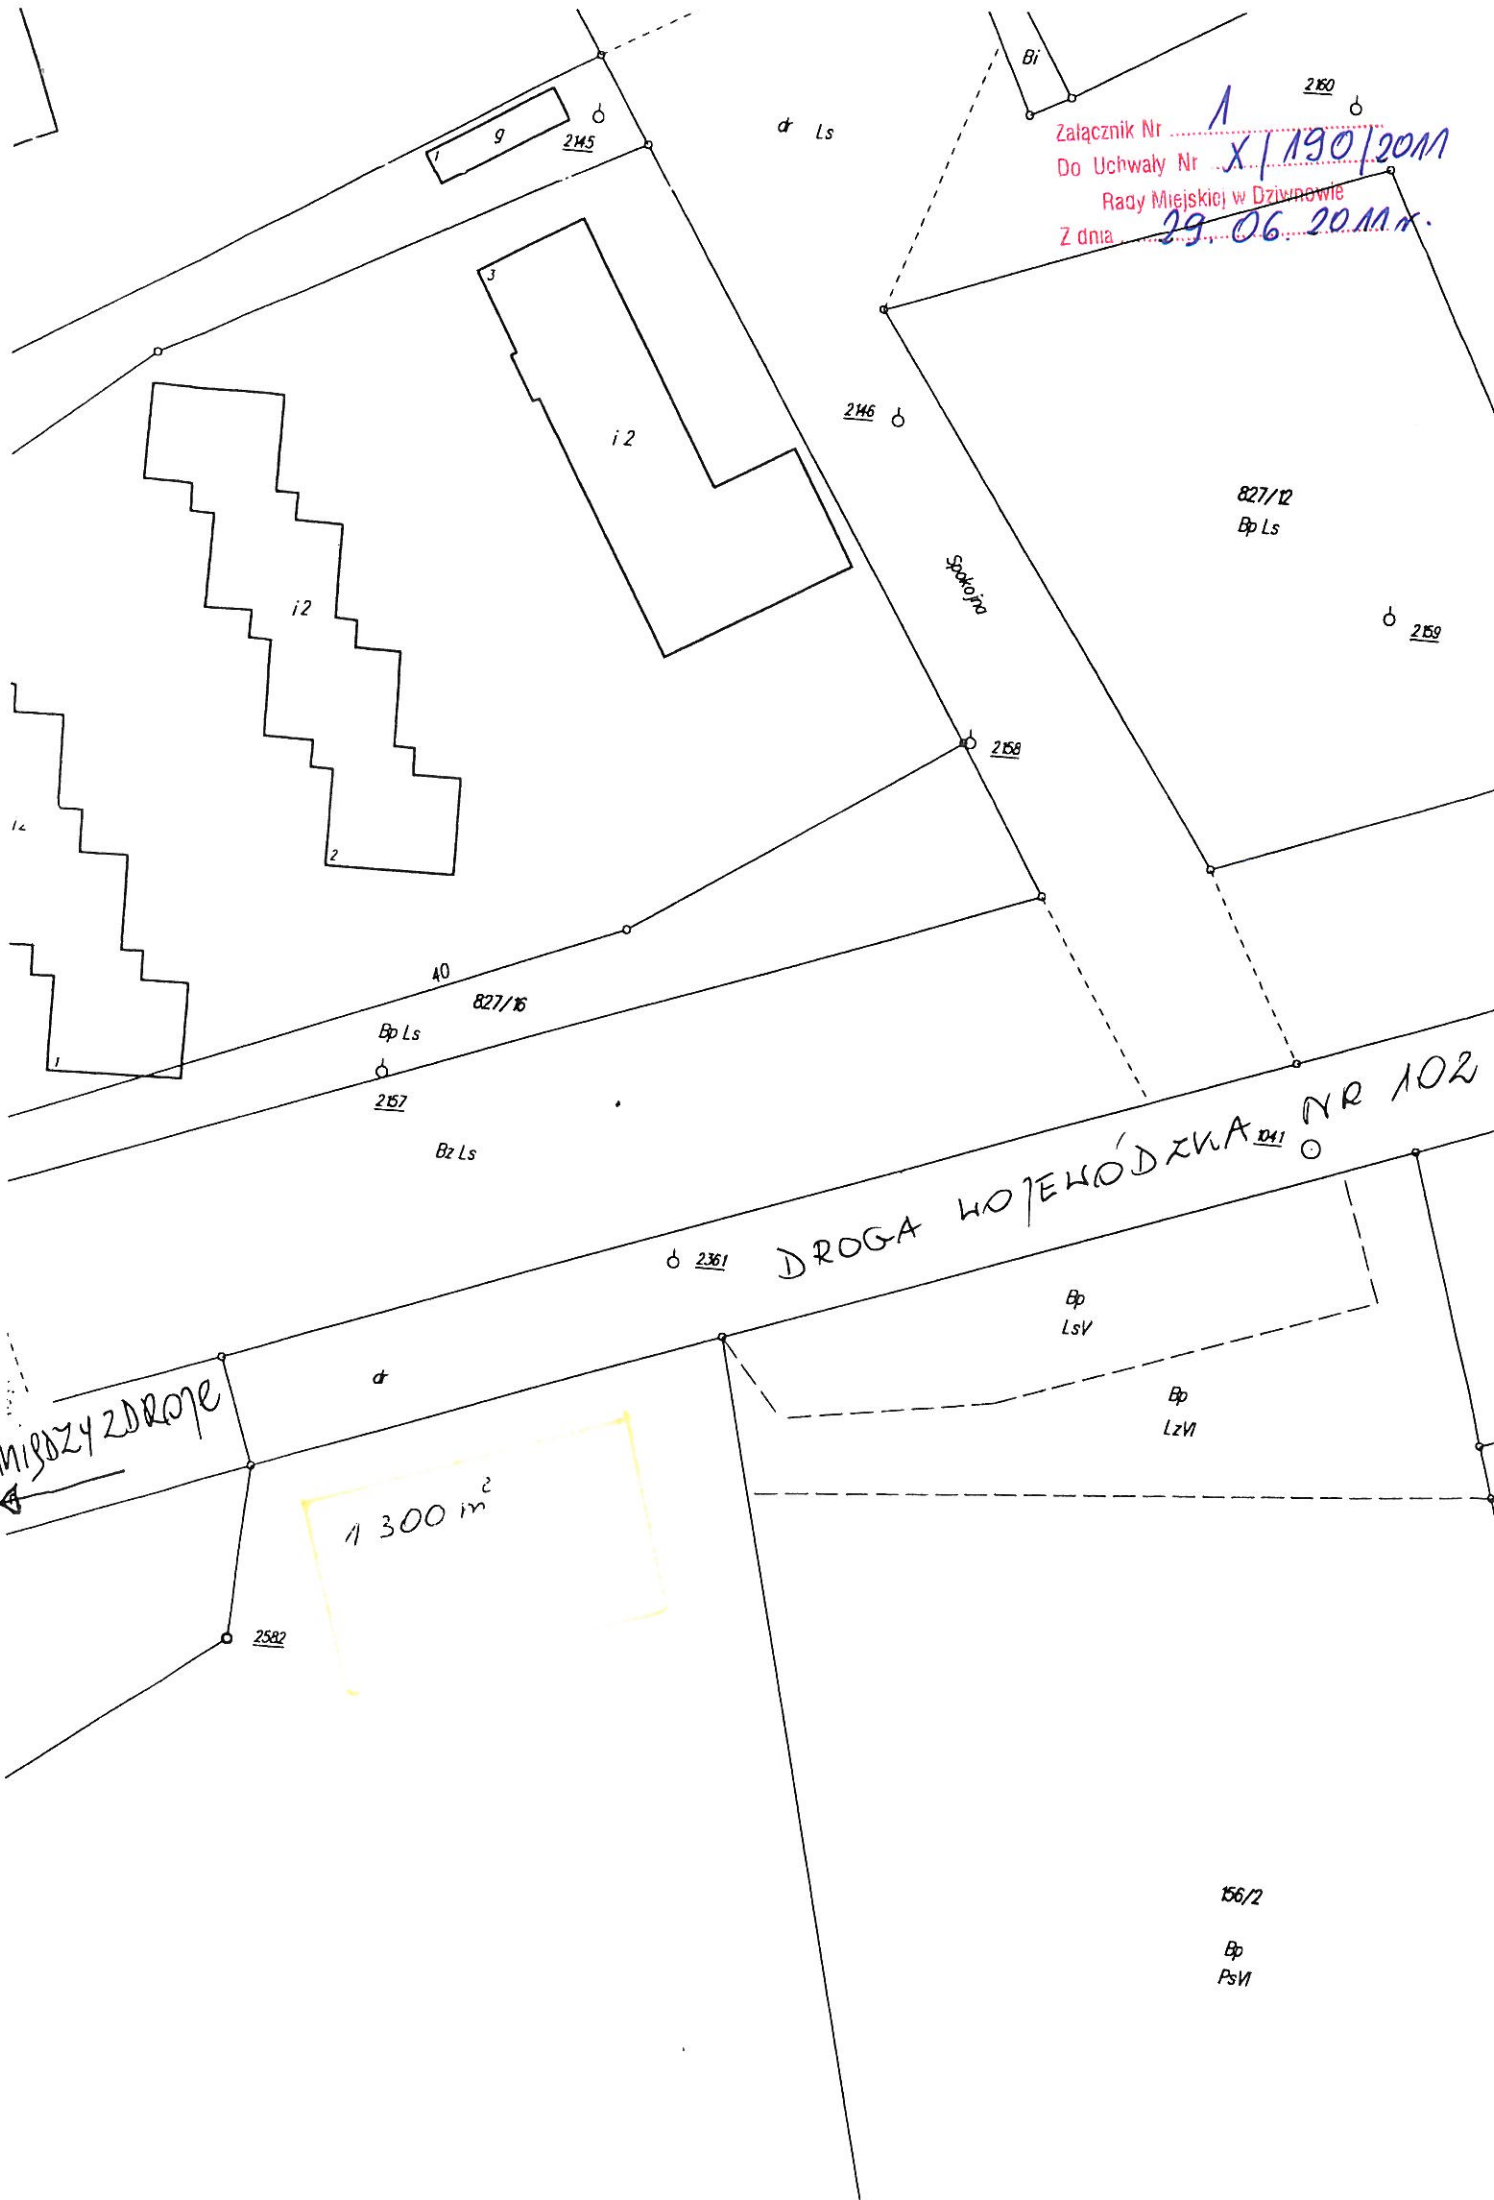 Bi
2160
Załącznik Nr 1
Do Uchwały Nr X/190/2011
Rady Miejskiej w Dziwnowie
Z dnia 29.06.2011 r.
9
1
2145
dr Ls
3
i 2
2146
827/12
Bp Ls
Spokojna
2159
i 2
2158
2
40
827/16
Bp Ls
1
2157
Bz Ls
DROGA WOJEWÓDZKA NR 102
1041
2361
Bp
LsV
dr
Bp
LzVI
MIĘDZYZDROJE
1 300 m²
2582
156/2
Bp
PsVI